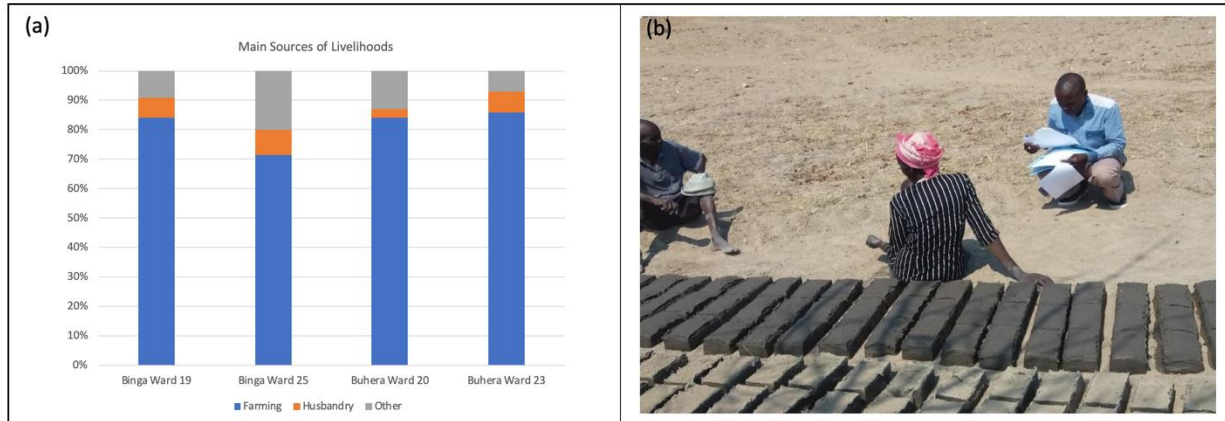 (a)
Main Sources of Livelihoods
100%
90%
80%
70%
60%
50%
40%
30%
20%
10%
0%
Binga Ward 19 Binga Ward 25 Buhera Ward 20 Buhera Ward 23
Farming Husbandry Other
(b)